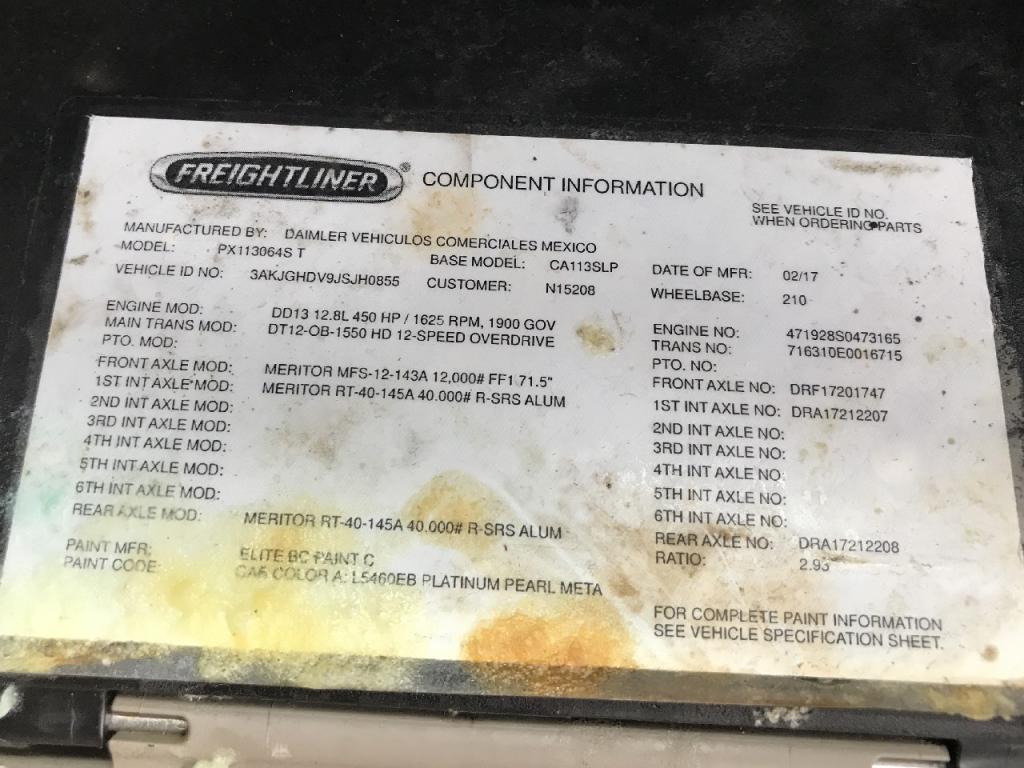 FREIGHTLINER® COMPONENT INFORMATION
SEE VEHICLE ID NO.
WHEN ORDERING PARTS
MANUFACTURED BY: DAIMLER VEHICULOS COMERCIALES MEXICO
MODEL: PX113064S T BASE MODEL: CA113SLP DATE OF MFR: 02/17
VEHICLE ID NO: 3AKJGHDV9JSJH0855 CUSTOMER: N15208 WHEELBASE: 210
ENGINE MOD: DD13 12.8L 450 HP / 1625 RPM, 1900 GOV ENGINE NO: 471928S0473165
MAIN TRANS MOD: DT12-OB-1550 HD 12-SPEED OVERDRIVE TRANS NO: 716310E0016715
PTO. MOD: PTO. NO:
FRONT AXLE MOD: MERITOR MFS-12-143A 12,000# FF1 71.5" FRONT AXLE NO: DRF17201747
1ST INT AXLE MOD: MERITOR RT-40-145A 40.000# R-SRS ALUM 1ST INT AXLE NO: DRA17212207
2ND INT AXLE MOD: 2ND INT AXLE NO:
3RD INT AXLE MOD: 3RD INT AXLE NO:
4TH INT AXLE MOD: 4TH INT AXLE NO:
5TH INT AXLE MOD: 5TH INT AXLE NO:
6TH INT AXLE MOD: 6TH INT AXLE NO:
REAR AXLE MOD: MERITOR RT-40-145A 40.000# R-SRS ALUM REAR AXLE NO: DRA17212208
RATIO: 2.93
PAINT MFR: ELITE BC PAINT C
PAINT CODE: CAB COLOR A: L5460EB PLATINUM PEARL META
FOR COMPLETE PAINT INFORMATION
SEE VEHICLE SPECIFICATION SHEET.